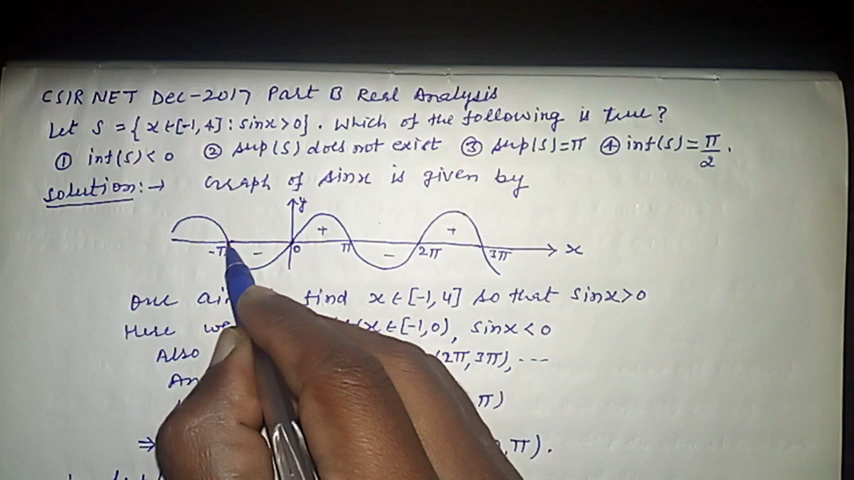 CSIR NET Dec-2017 Part B Real Analysis
Let S = {x∈[-1,4] : sinx>0}. Which of the following is true?
① inf(S)<0 ② sup(S) does not exist ③ sup(S)=π ④ inf(S)=π/2.
Solution:→ Graph of sinx is given by
y
+ +
-π - 0 π - 2π 3π x
Our find x∈[-1,4] so that sinx>0
Here x∈[-1,0), sinx<0
Also (2π,3π), ---
π)
⇒ ,π).